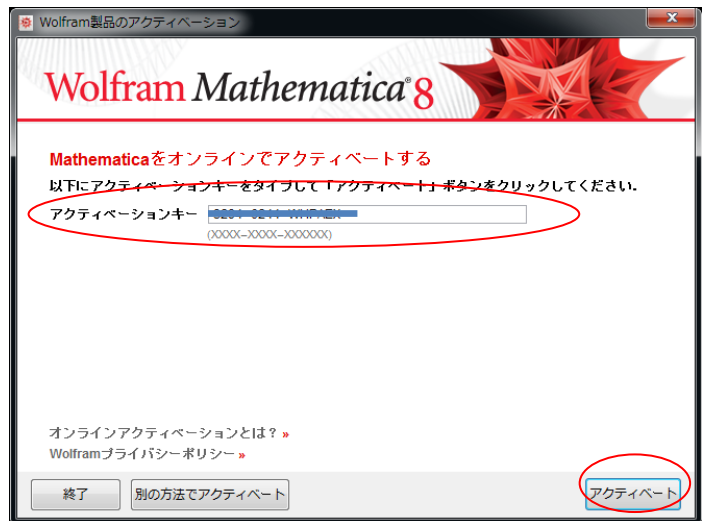 Wolfram製品のアクティベーション
Wolfram Mathematica® 8
Mathematicaをオンラインでアクティベートする
以下にアクティベーションキーをタイプして「アクティベート」ボタンをクリックしてください.
アクティベーションキー
(XXXX-XXXX-XXXXXX)
オンラインアクティベーションとは? »
Wolframプライバシーポリシー »
終了 別の方法でアクティベート アクティベート